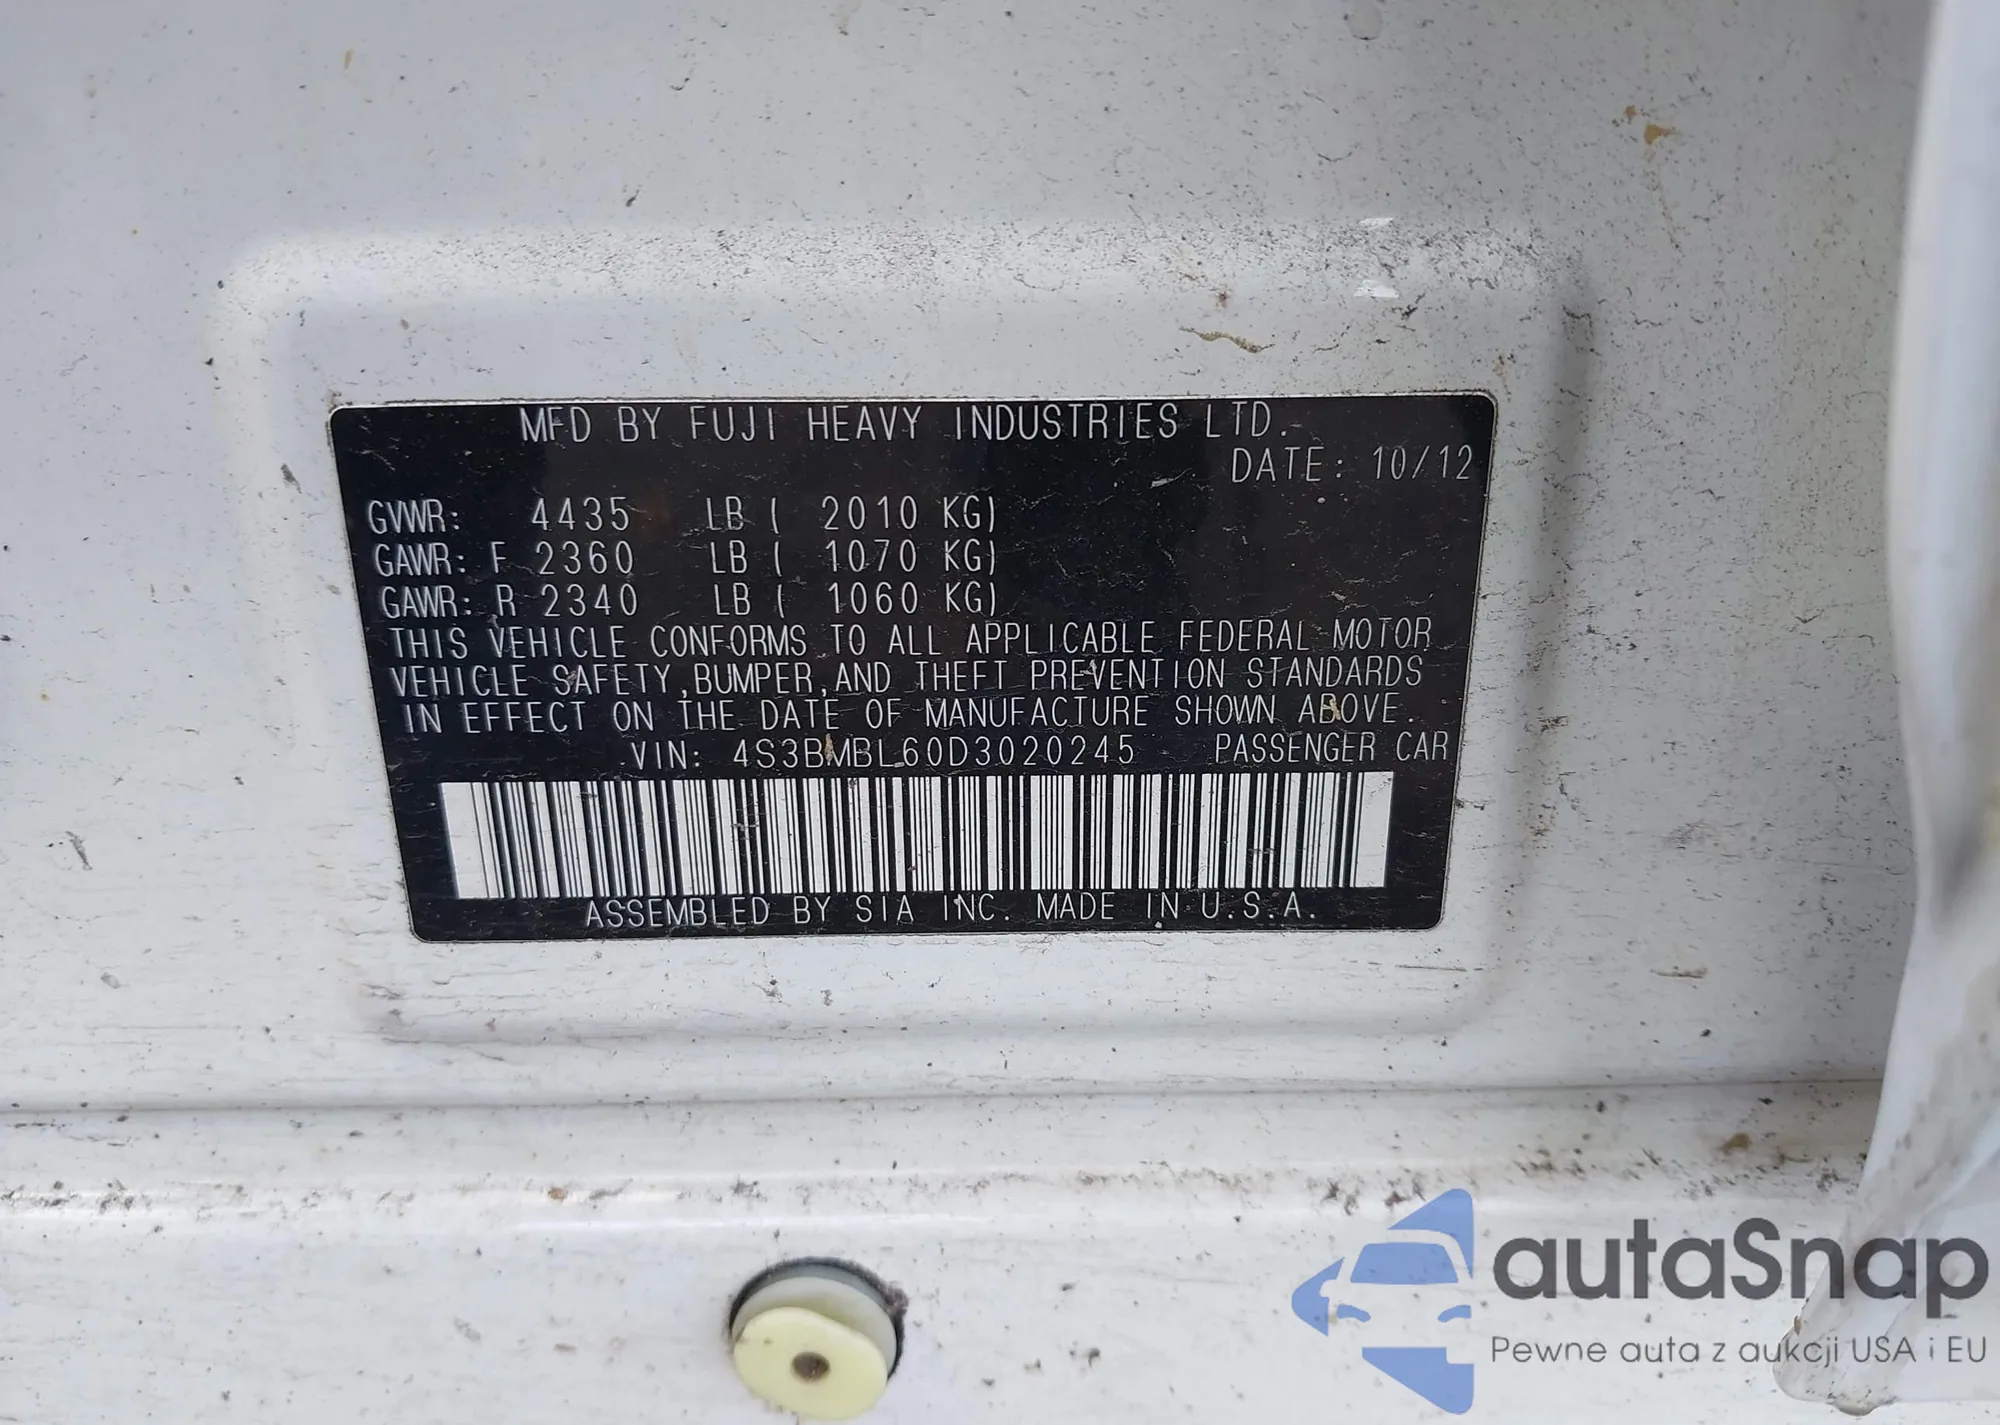 MFD BY FUJI HEAVY INDUSTRIES LTD.
DATE: 10/12
GVWR: 4435 LB ( 2010 KG)
GAWR: F 2360 LB ( 1070 KG)
GAWR: R 2340 LB ( 1060 KG)
THIS VEHICLE CONFORMS TO ALL APPLICABLE FEDERAL MOTOR
VEHICLE SAFETY,BUMPER,AND THEFT PREVENTION STANDARDS
IN EFFECT ON THE DATE OF MANUFACTURE SHOWN ABOVE.
VIN: 4S3BMBL60D3020245 PASSENGER CAR
ASSEMBLED BY SIA INC. MADE IN U.S.A.
autaSnap
Pewne auta z aukcji USA i EU